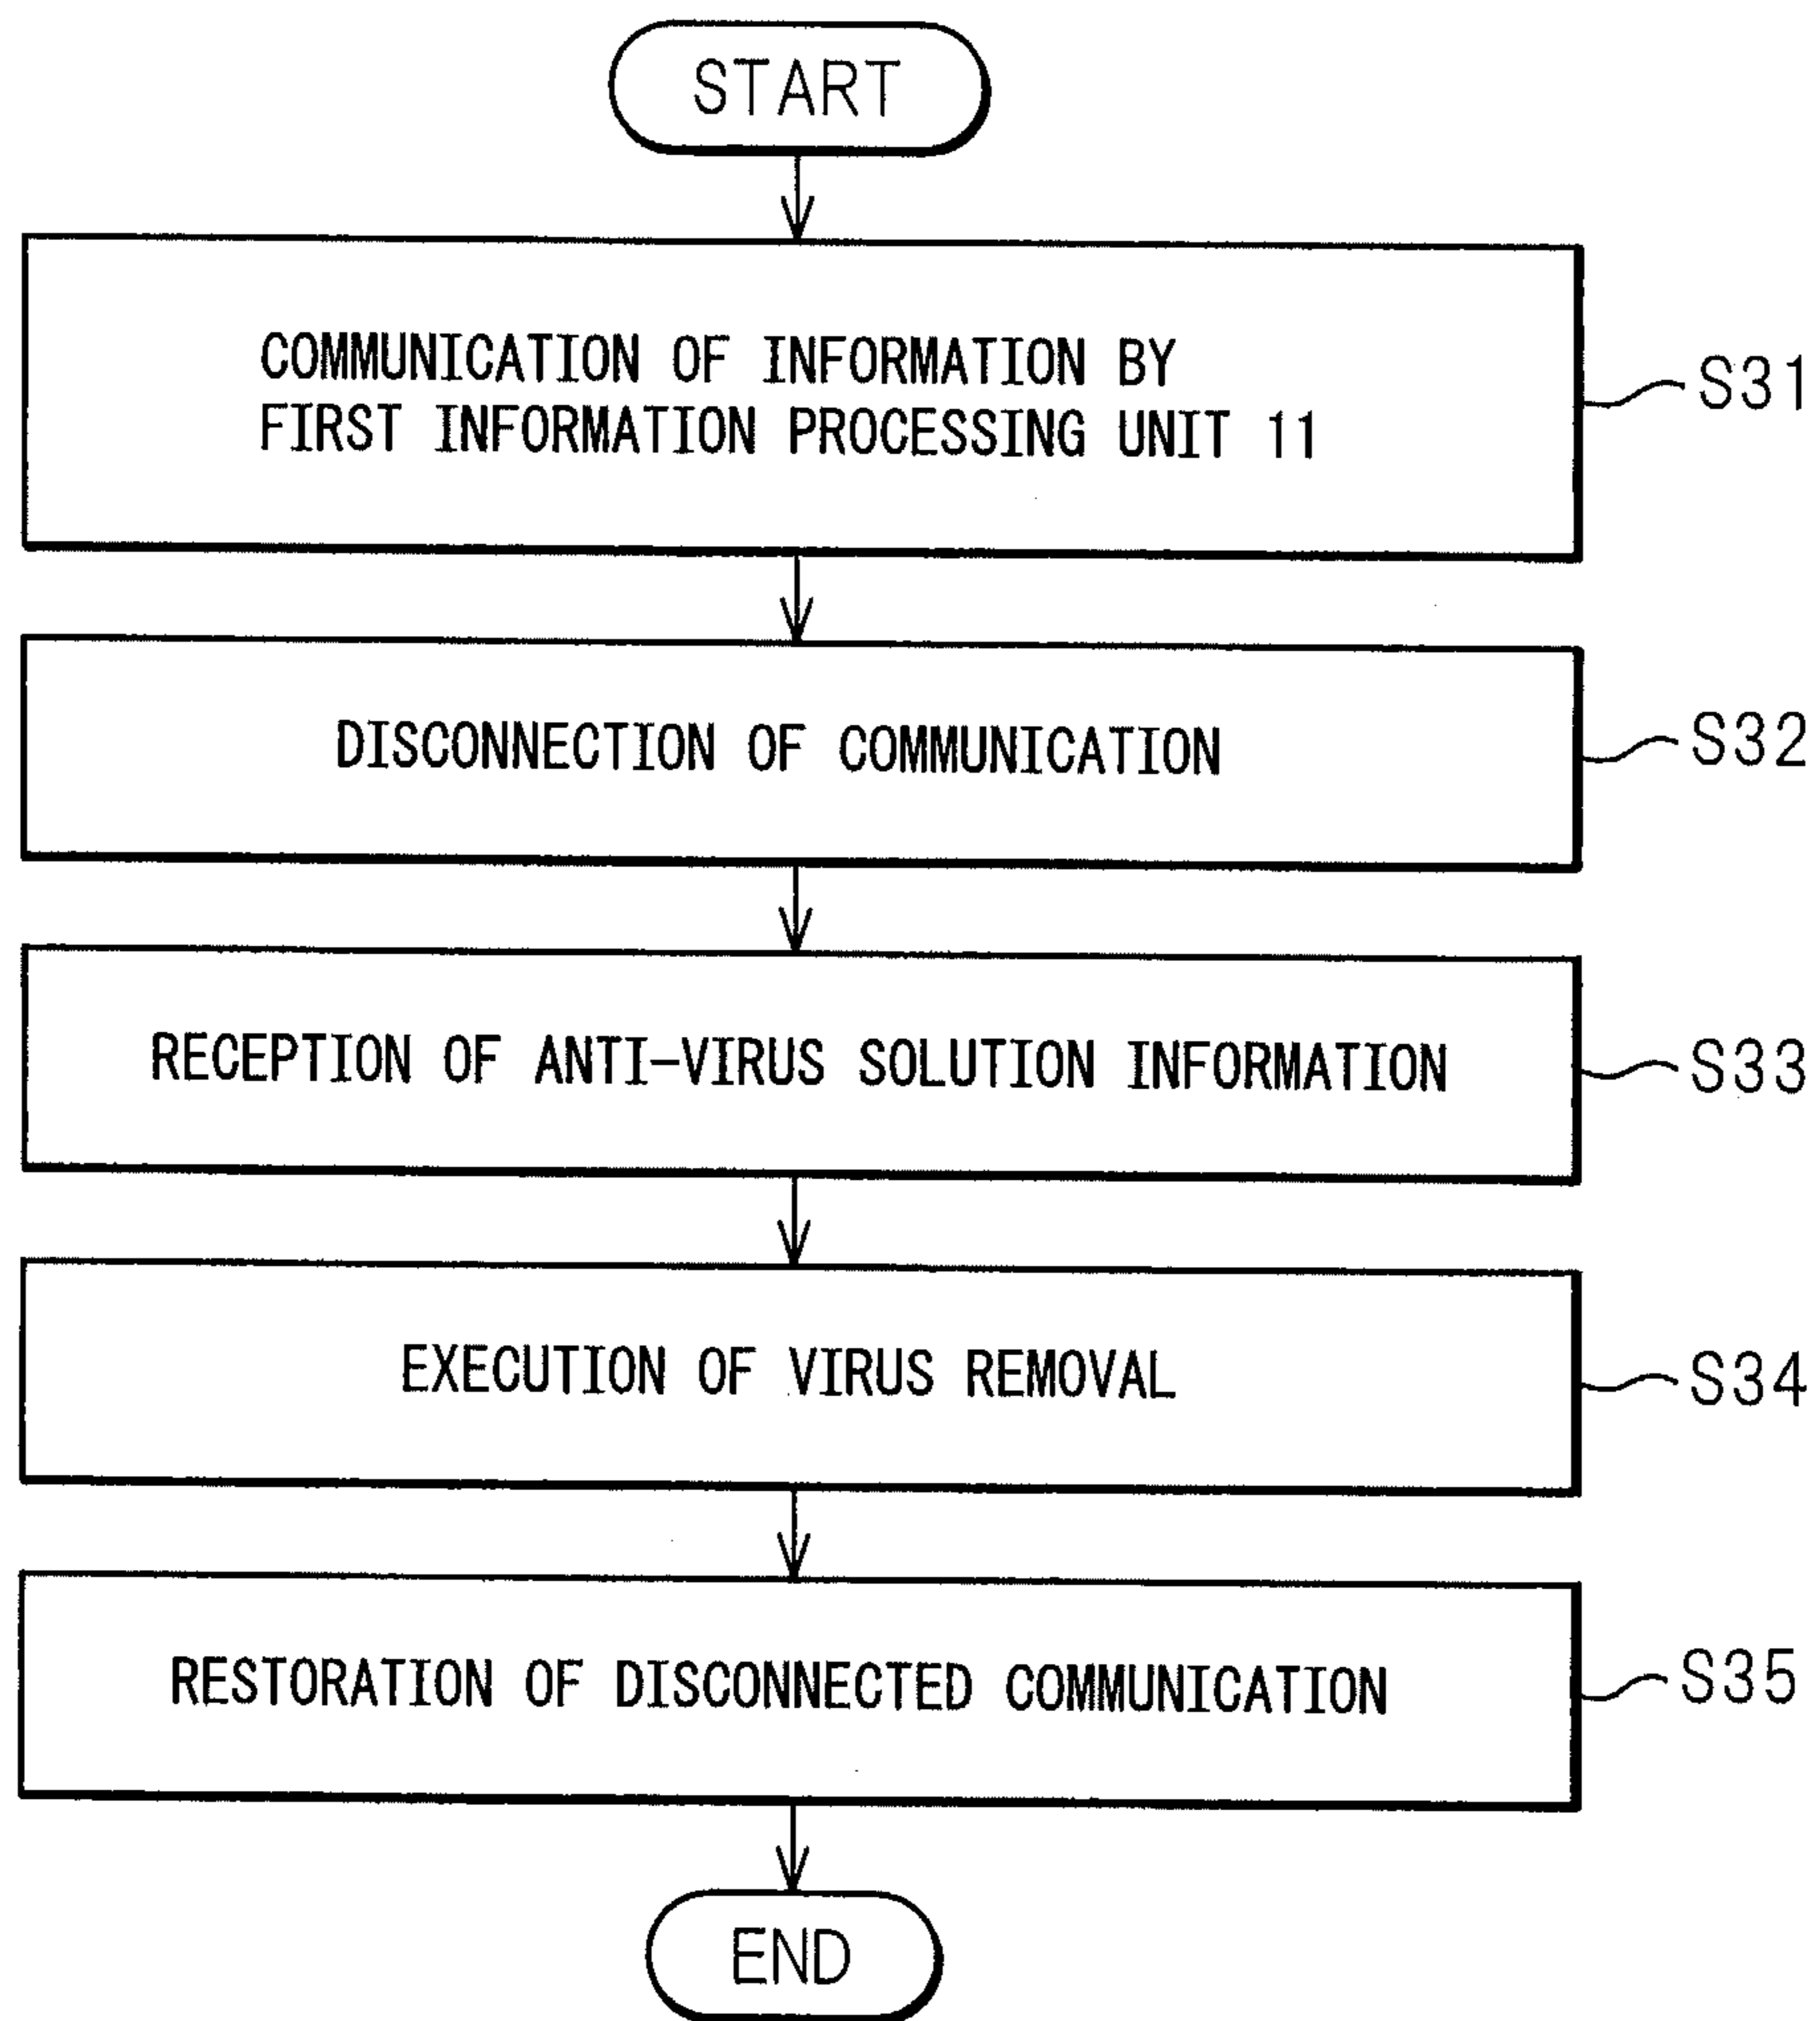 START
COMMUNICATION OF INFORMATION BY
FIRST INFORMATION PROCESSING UNIT 11
S31
DISCONNECTION OF COMMUNICATION
S32
RECEPTION OF ANTI-VIRUS SOLUTION INFORMATION
S33
EXECUTION OF VIRUS REMOVAL
S34
RESTORATION OF DISCONNECTED COMMUNICATION
S35
END